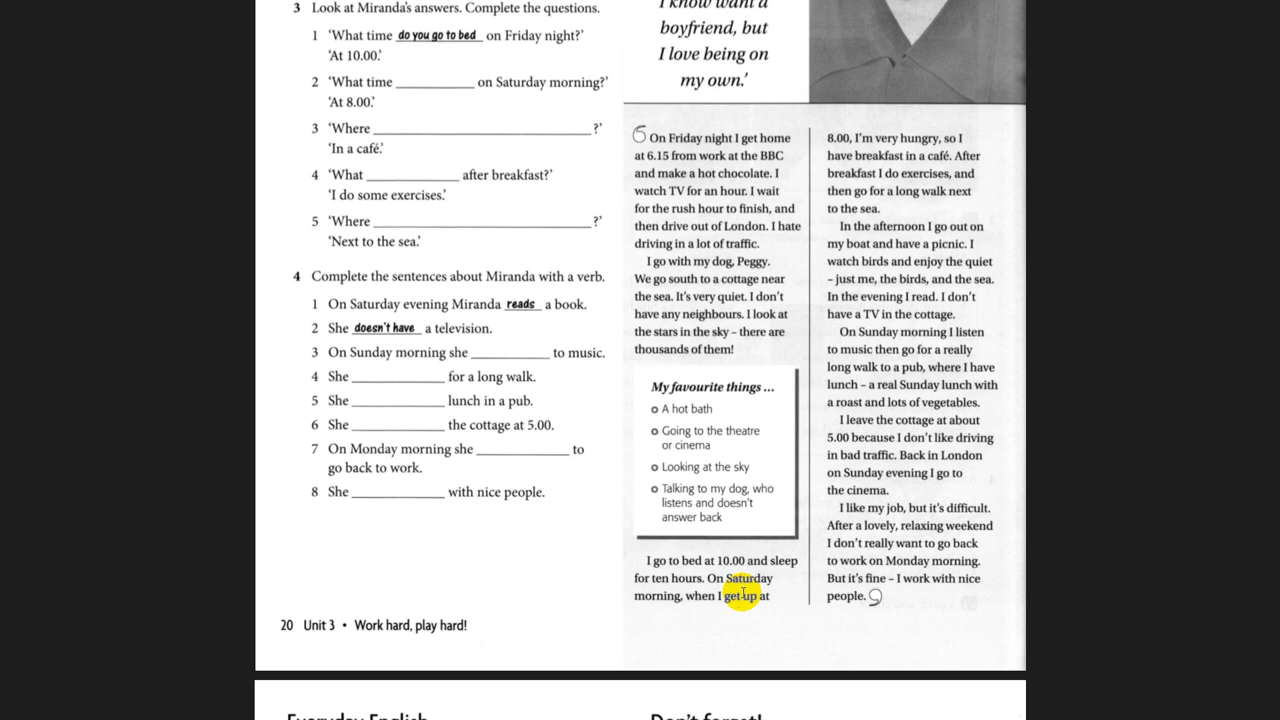 3 Look at Miranda's answers. Complete the questions.
1 'What time do you go to bed on Friday night?'
'At 10.00.'
2 'What time ____________ on Saturday morning?'
'At 8.00.'
3 'Where ________________________________?'
'In a café.'
4 'What ______________ after breakfast?'
'I do some exercises.'
5 'Where ________________________________?'
'Next to the sea.'
4 Complete the sentences about Miranda with a verb.
1 On Saturday evening Miranda reads a book.
2 She doesn't have a television.
3 On Sunday morning she ____________ to music.
4 She ______________ for a long walk.
5 She ______________ lunch in a pub.
6 She ______________ the cottage at 5.00.
7 On Monday morning she ______________ to
go back to work.
8 She ______________ with nice people.
20 Unit 3 • Work hard, play hard!
I know want a
boyfriend, but
I love being on
my own.'
On Friday night I get home
at 6.15 from work at the BBC
and make a hot chocolate. I
watch TV for an hour. I wait
for the rush hour to finish, and
then drive out of London. I hate
driving in a lot of traffic.
I go with my dog, Peggy.
We go south to a cottage near
the sea. It's very quiet. I don't
have any neighbours. I look at
the stars in the sky – there are
thousands of them!
My favourite things ...
A hot bath
Going to the theatre
or cinema
Looking at the sky
Talking to my dog, who
listens and doesn't
answer back
I go to bed at 10.00 and sleep
for ten hours. On Saturday
morning, when I get up at
8.00, I'm very hungry, so I
have breakfast in a café. After
breakfast I do exercises, and
then go for a long walk next
to the sea.
In the afternoon I go out on
my boat and have a picnic. I
watch birds and enjoy the quiet
– just me, the birds, and the sea.
In the evening I read. I don't
have a TV in the cottage.
On Sunday morning I listen
to music then go for a really
long walk to a pub, where I have
lunch – a real Sunday lunch with
a roast and lots of vegetables.
I leave the cottage at about
5.00 because I don't like driving
in bad traffic. Back in London
on Sunday evening I go to
the cinema.
I like my job, but it's difficult.
After a lovely, relaxing weekend
I don't really want to go back
to work on Monday morning.
But it's fine – I work with nice
people.
Everyday English
Don't forget!